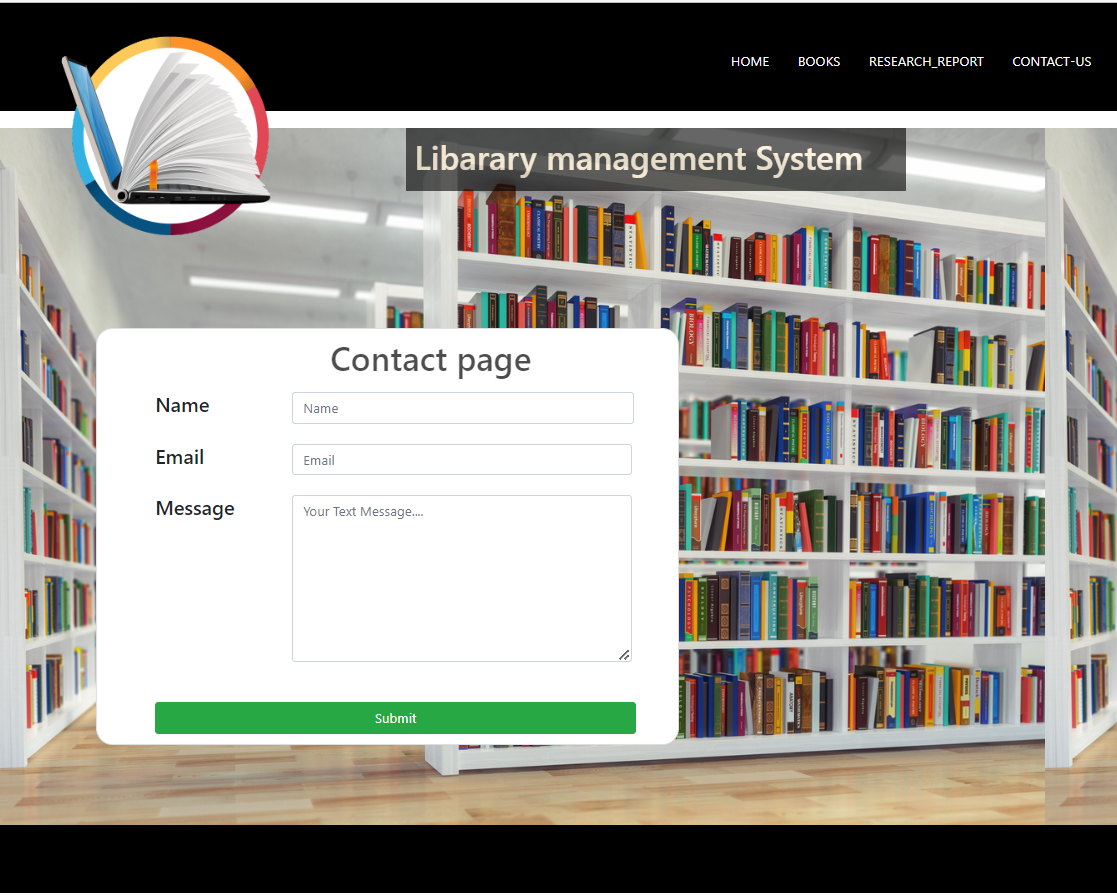 HOME BOOKS RESEARCH_REPORT CONTACT-US
Libarary management System
Contact page
Name Name
Email Email
Message Your Text Message....
Submit
BIOLOGY